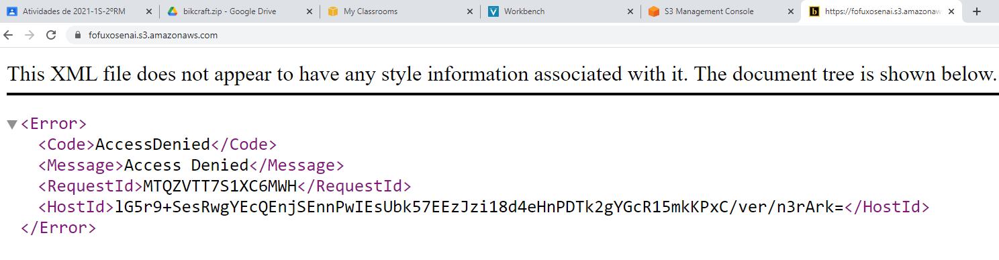 Atividades de 2021-1S-2ºRM
bikcraft.zip - Google Drive
My Classrooms
Workbench
S3 Management Console
https://fofuxosenai.s3.amazonaw
fofuxosenai.s3.amazonaws.com
This XML file does not appear to have any style information associated with it. The document tree is shown below.
<Error>
<Code>AccessDenied</Code>
<Message>Access Denied</Message>
<RequestId>MTQZVTT7S1XC6MWH</RequestId>
<HostId>lG5r9+SesRwgYEcQEnjSEnnPwIEsUbk57EEzJzi18d4eHnPDTk2gYGcR15mkKPxC/ver/n3rArk=</HostId>
</Error>